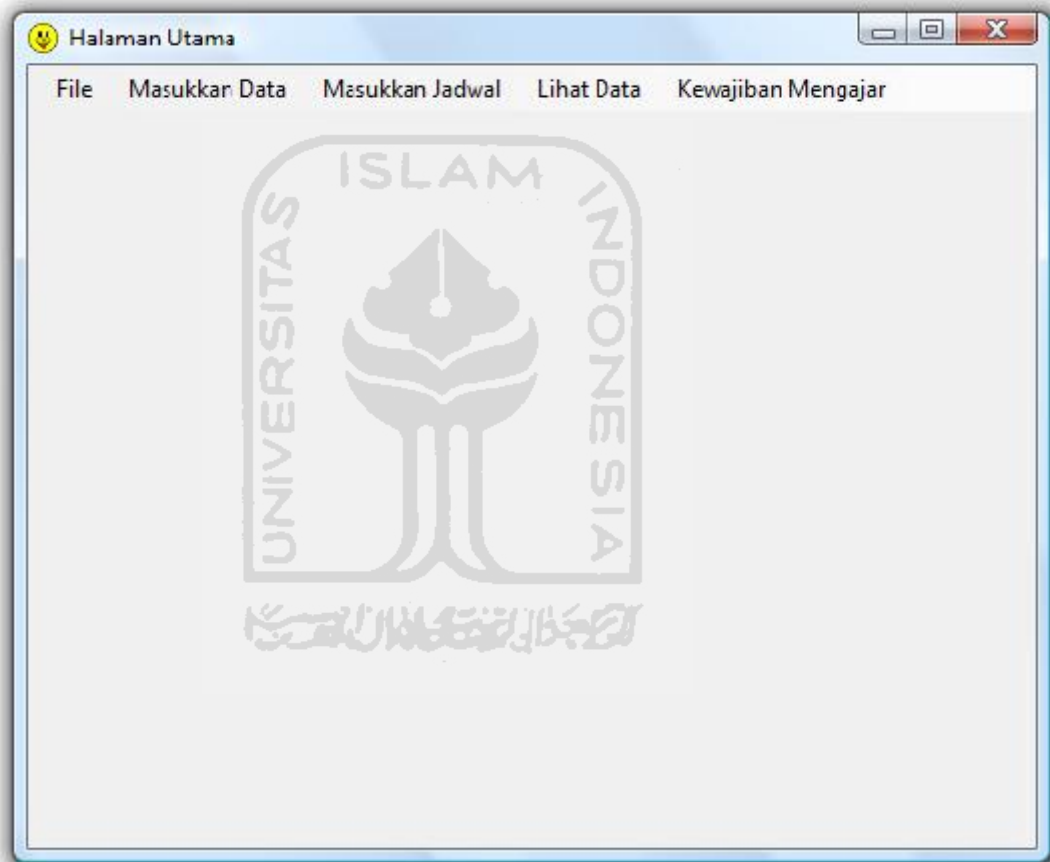 Halaman Utama
File Masukkan Data Masukkan Jadwal Lihat Data Kewajiban Mengajar
UNIVERSITAS ISLAM INDONESIA